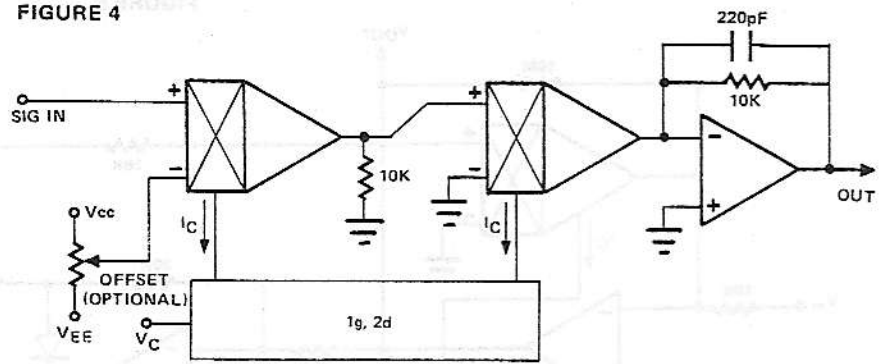 FIGURE 4
220pF
10K
SIG IN
+
−
10K
+
−
−
+
OUT
Vcc
OFFSET
(OPTIONAL)
VEE
IC
IC
VC
1g, 2d